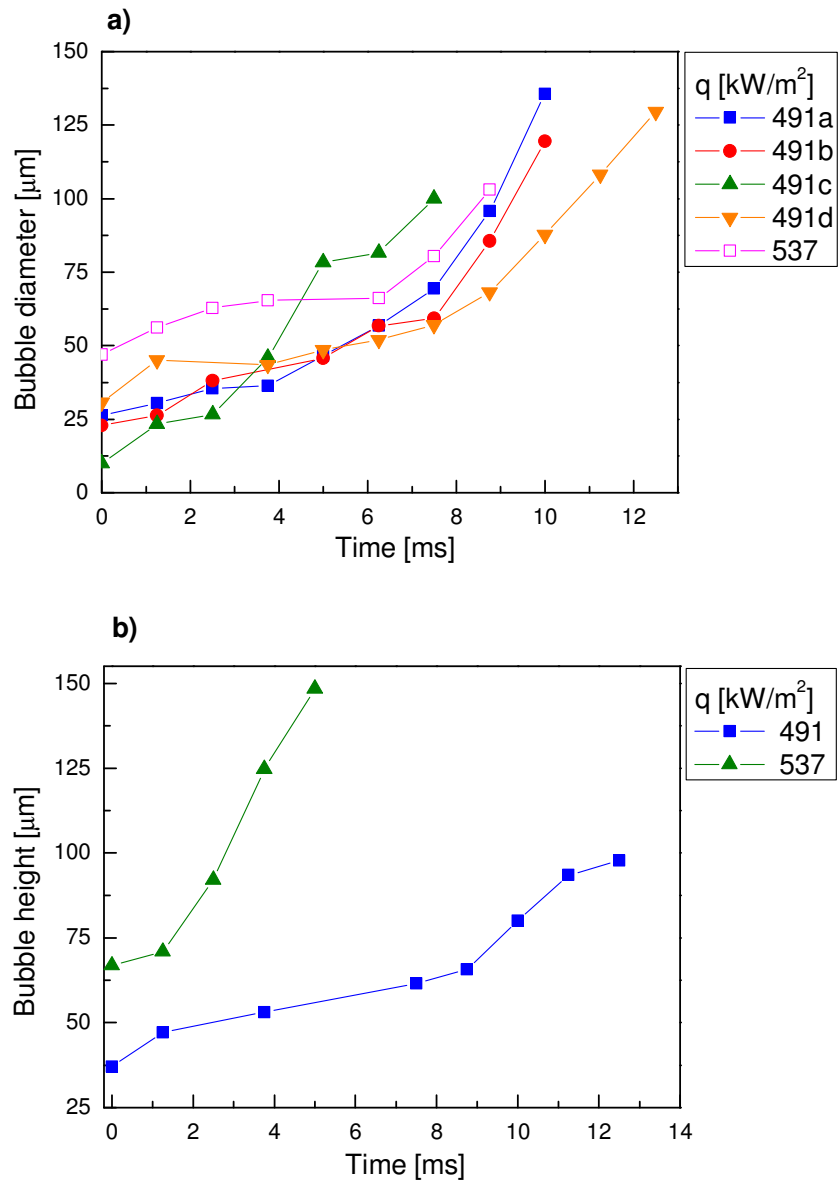 a)
150
125
100
75
50
25
0
Bubble diameter [μm]
0 2 4 6 8 10 12
Time [ms]
q [kW/m²]
491a
491b
491c
491d
537
b)
150
125
100
75
50
25
Bubble height [μm]
0 2 4 6 8 10 12 14
Time [ms]
q [kW/m²]
491
537